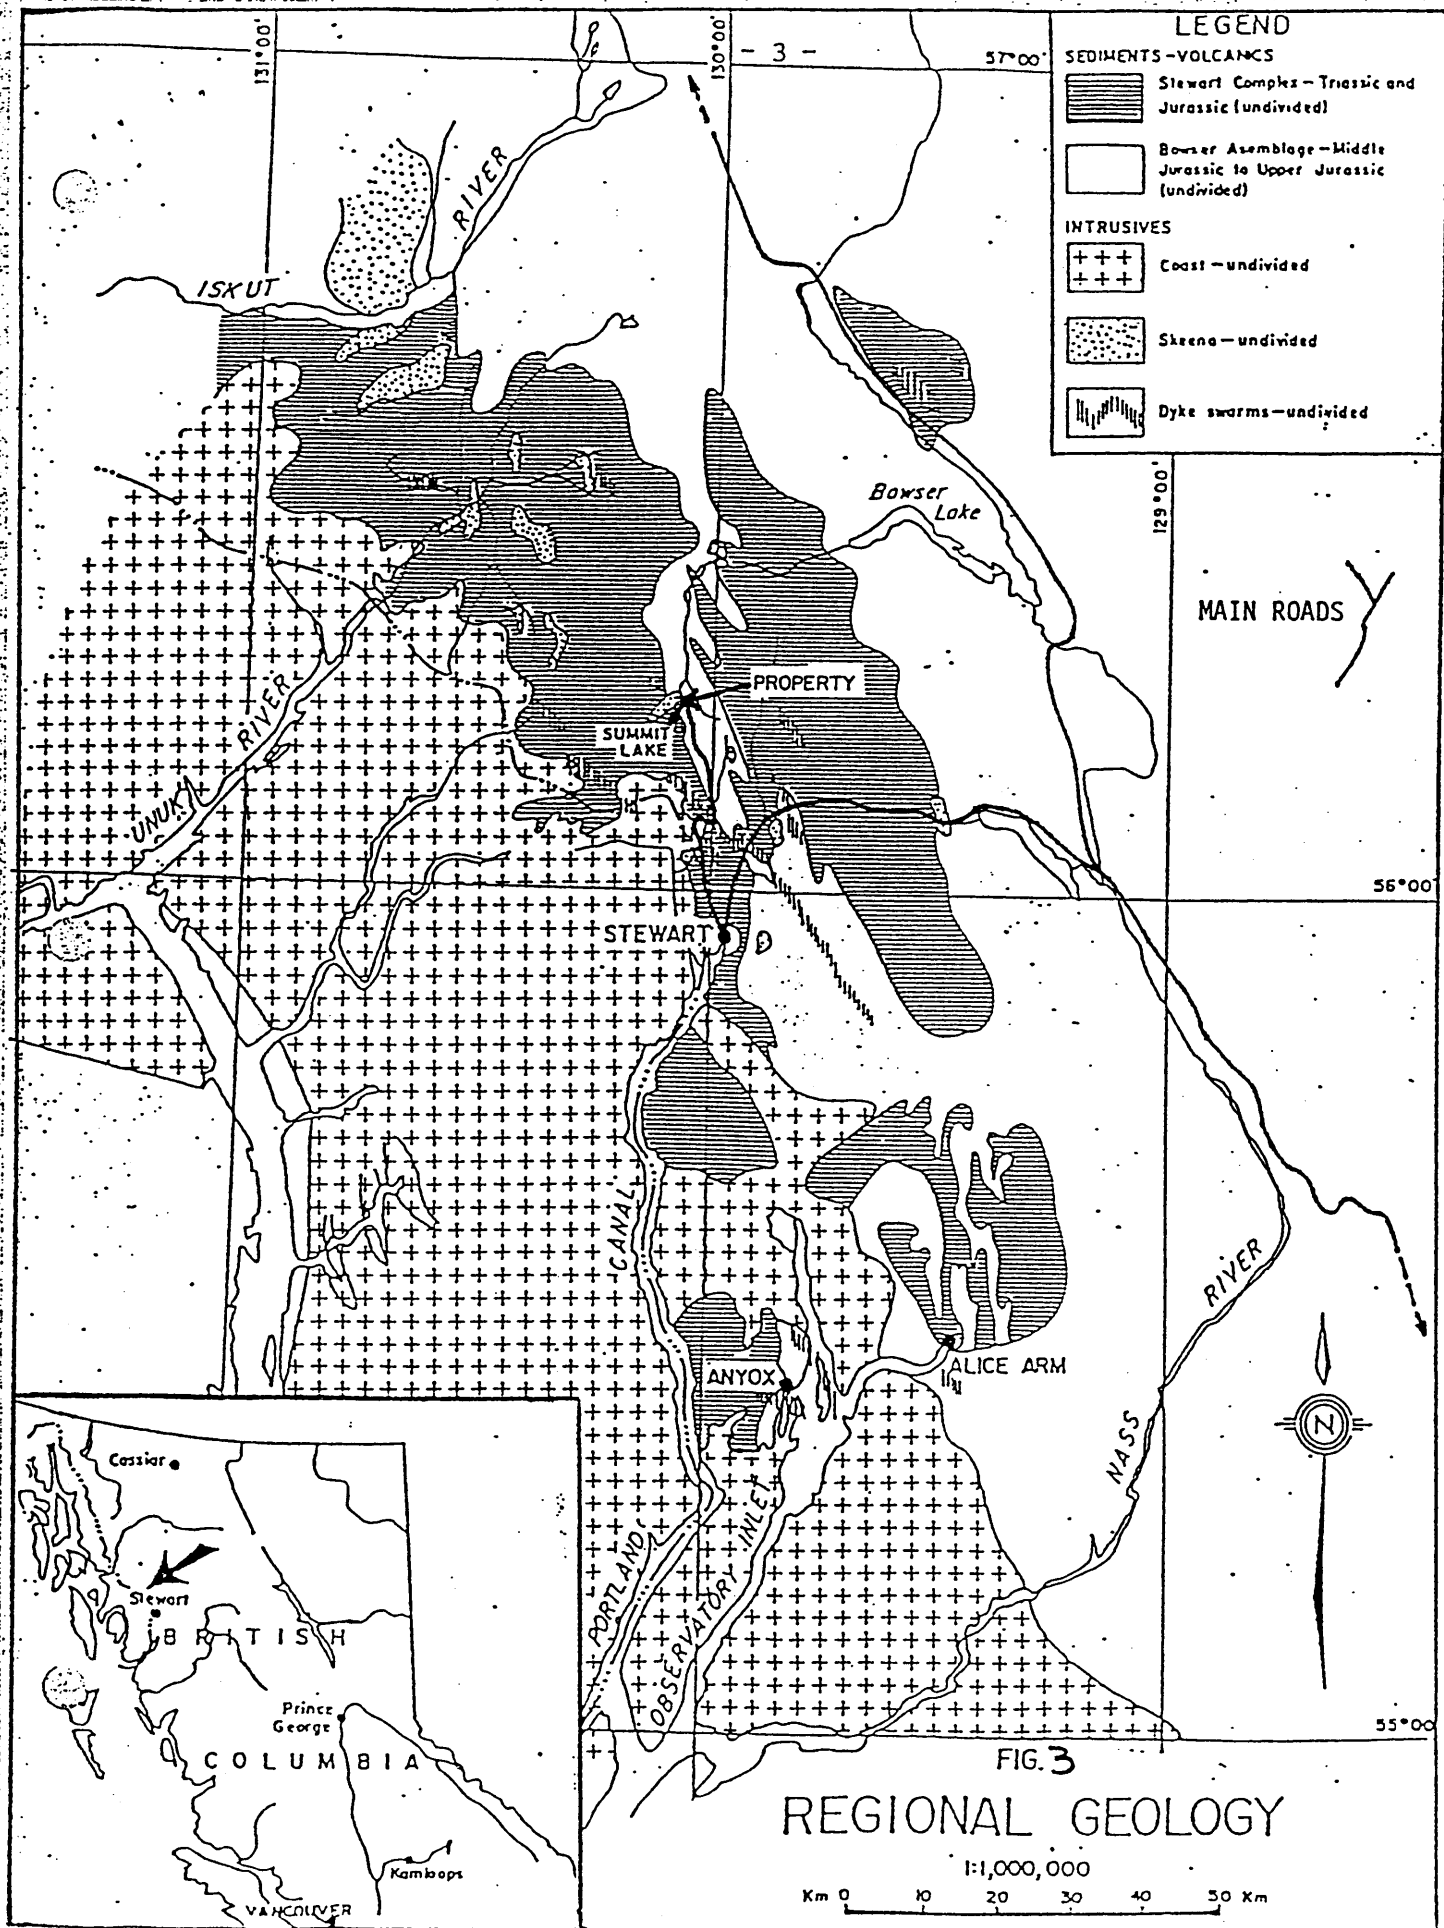 - 3 -
131°00'
130°00'
57°00'
LEGEND
SEDIMENTS-VOLCANCS
Stewart Complex - Triassic and
Jurassic (undivided)
Bowser Asemblage - Middle
Jurassic to Upper Jurassic
(undivided)
INTRUSIVES
Coast - undivided
Skeena - undivided
Dyke swarms - undivided
RIVER
ISKUT
Bowser
Lake
129°00'
MAIN ROADS
PROPERTY
SUMMIT
LAKE
RIVER
UNUK
56°00'
STEWART
CANAL
RIVER
ANYOX
ALICE ARM
NASS
N
PORTLAND
OBSERVATORY INLET
Cassiar
Stewart
BRITISH
Prince
George
COLUMBIA
Kamloops
VANCOUVER
55°00'
FIG. 3
REGIONAL GEOLOGY
1:1,000,000
Km 0 10 20 30 40 50 Km